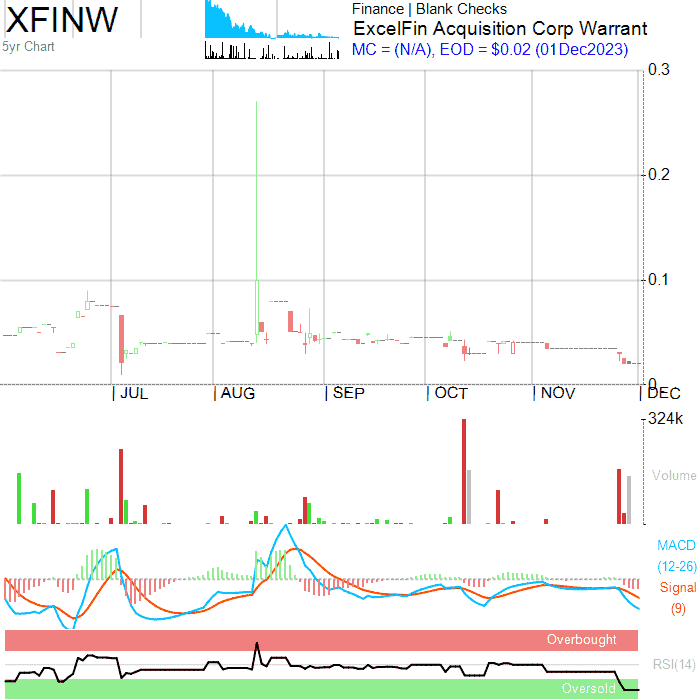 XFINW
5yr Chart
Finance | Blank Checks
ExcelFin Acquisition Corp Warrant
MC = (N/A), EOD = $0.02 (01Dec2023)
0.3
0.2
0.1
0
| JUL | AUG | SEP | OCT | NOV | DEC
324k
Volume
MACD
(12-26)
Signal
(9)
Overbought
RSI(14)
Oversold